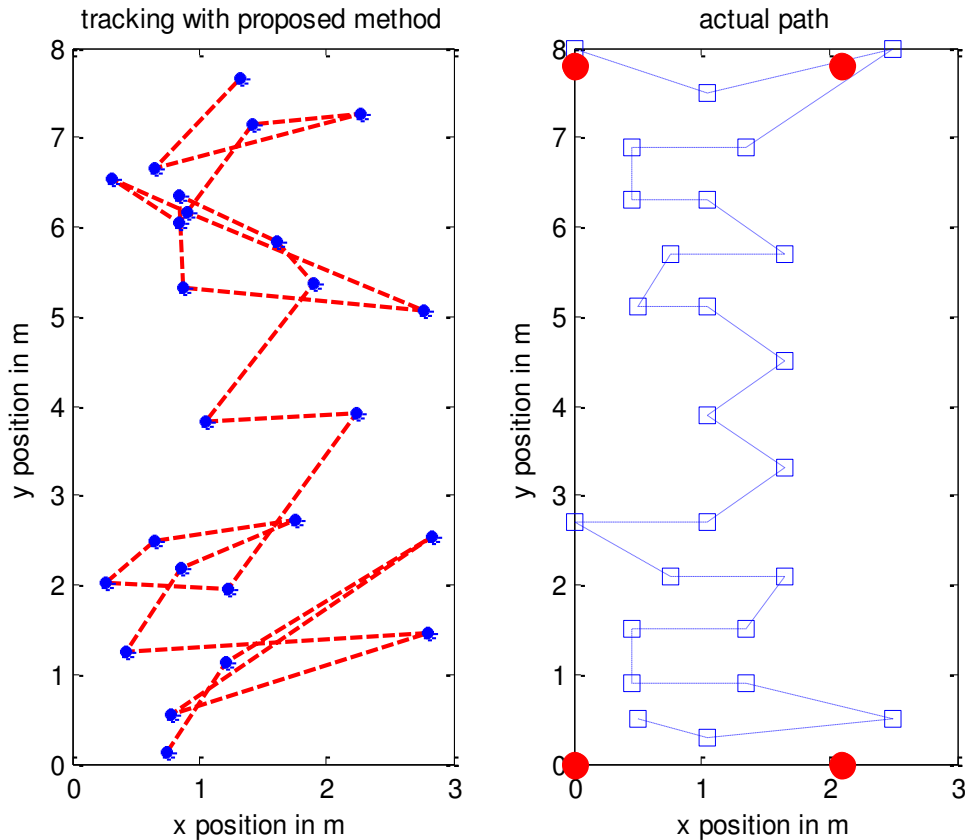 tracking with proposed method
actual path
8
7
6
5
4
3
2
1
0
0 1 2 3
y position in m
x position in m
8
7
6
5
4
3
2
1
0
0 1 2 3
y position in m
x position in m